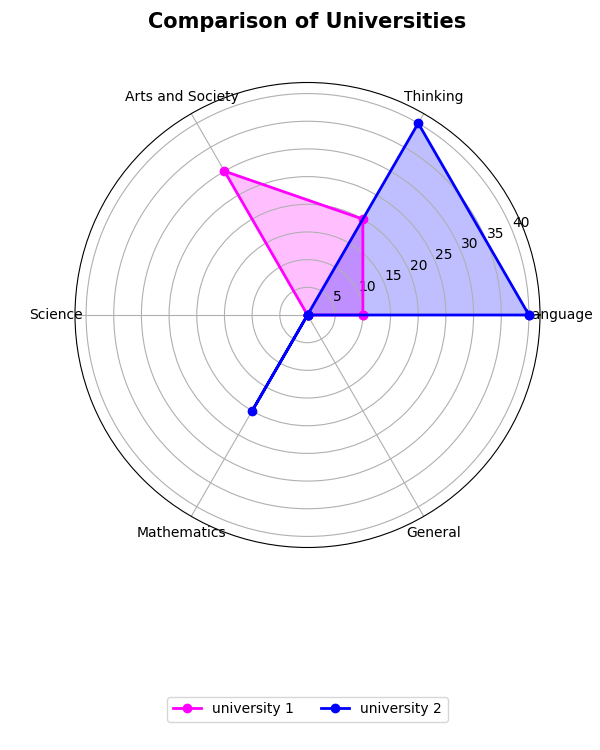 Comparison of Universities
Arts and Society
Thinking
40
35
30
25
20
15
10
5
Science
anguage
Mathematics
General
university 1
university 2